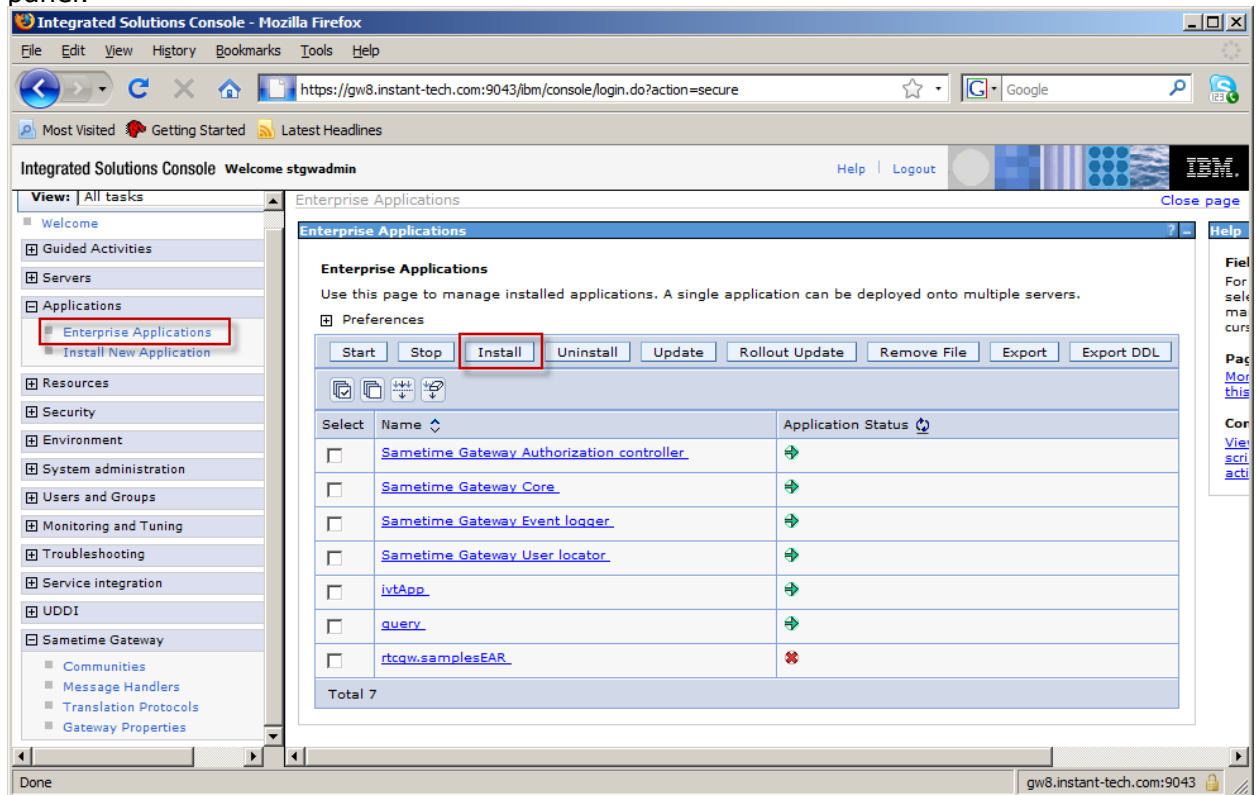 panel.
Integrated Solutions Console - Mozilla Firefox
File Edit View History Bookmarks Tools Help
https://gw8.instant-tech.com:9043/ibm/console/login.do?action=secure
G Google
123
Most Visited Getting Started Latest Headlines
Integrated Solutions Console Welcome stgwadmin
Help | Logout
IBM.
View: All tasks
Welcome
Guided Activities
Servers
Applications
Enterprise Applications
Install New Application
Resources
Security
Environment
System administration
Users and Groups
Monitoring and Tuning
Troubleshooting
Service integration
UDDI
Sametime Gateway
Communities
Message Handlers
Translation Protocols
Gateway Properties
Enterprise Applications
Close page
Enterprise Applications
? -
Enterprise Applications
Use this page to manage installed applications. A single application can be deployed onto multiple servers.
Preferences
Start Stop Install Uninstall Update Rollout Update Remove File Export Export DDL
Select Name Application Status
Sametime Gateway Authorization controller
Sametime Gateway Core
Sametime Gateway Event logger
Sametime Gateway User locator
ivtApp
query
rtcgw.samplesEAR
Total 7
Help
For
this
Done
gw8.instant-tech.com:9043